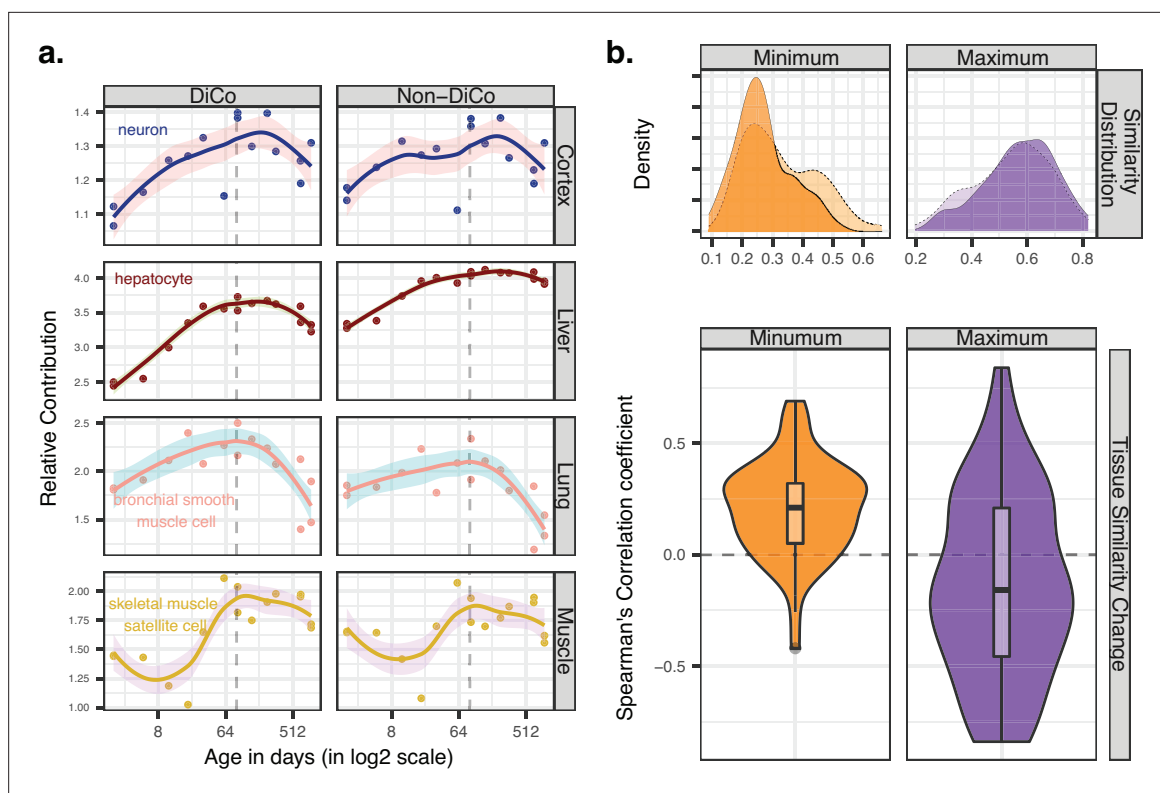 a.
DiCo
Non-DiCo
Relative Contribution
neuron
1.4
1.3
1.2
1.1
Cortex
hepatocyte
4.0
3.5
3.0
2.5
Liver
2.5
2.0
1.5
bronchial smooth
muscle cell
Lung
skeletal muscle
satellite cell
2.00
1.75
1.50
1.25
1.00
Muscle
8
64
512
8
64
512
Age in days (in log2 scale)
b.
Minimum
Maximum
Density
Similarity
Distribution
0.1
0.2
0.3
0.4
0.5
0.6
0.2
0.4
0.6
0.8
Minumum
Maximum
Spearman's Correlation coefficient
0.5
0.0
−0.5
Tissue Similarity Change